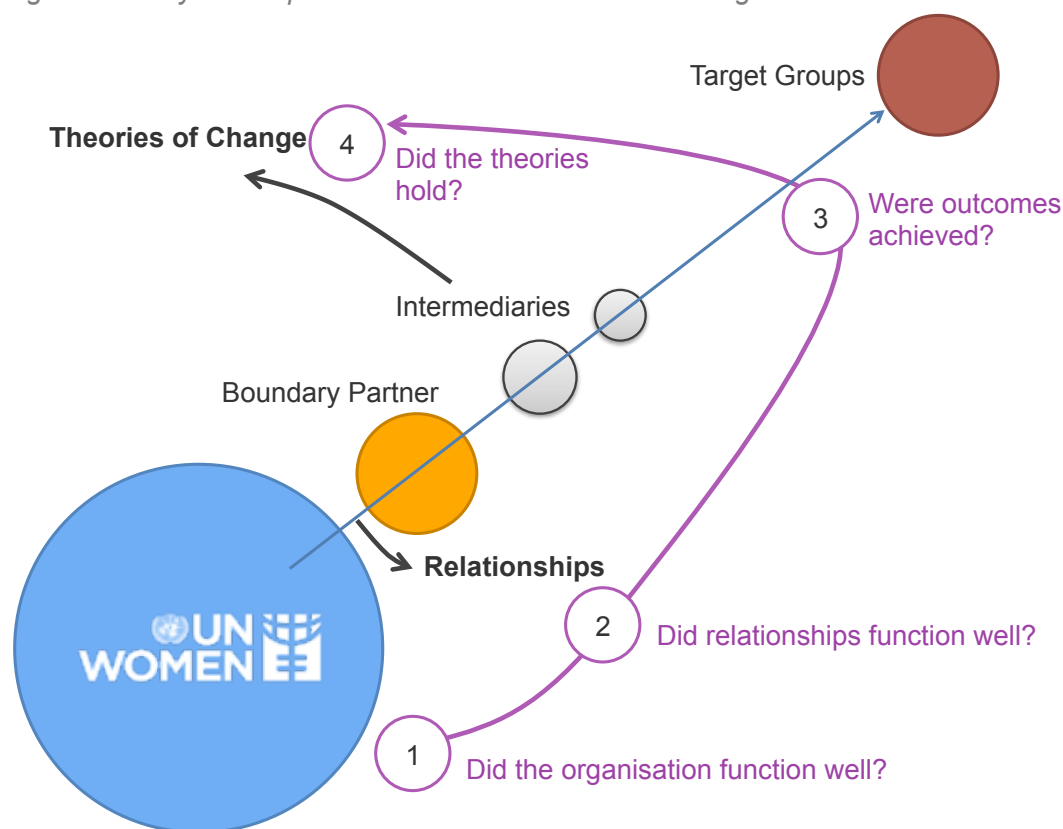 Target Groups
Theories of Change
4
Did the theories
hold?
3
Were outcomes
achieved?
Intermediaries
Boundary Partner
Relationships
UN
WOMEN
2
Did relationships function well?
1
Did the organisation function well?